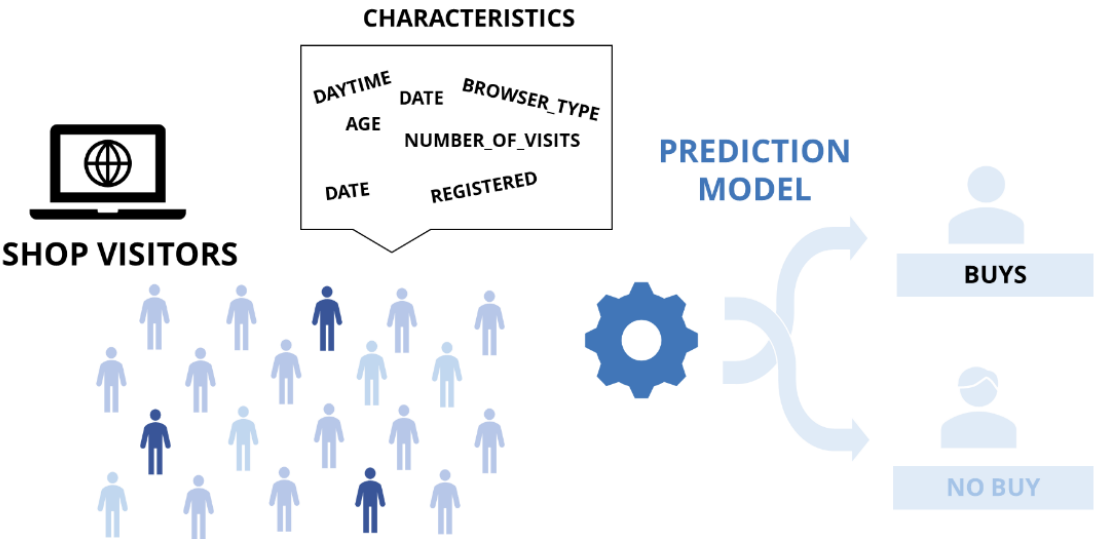 CHARACTERISTICS
DAYTIME
DATE
BROWSER_TYPE
AGE
NUMBER_OF_VISITS
DATE
REGISTERED
SHOP VISITORS
PREDICTION
MODEL
BUYS
NO BUY